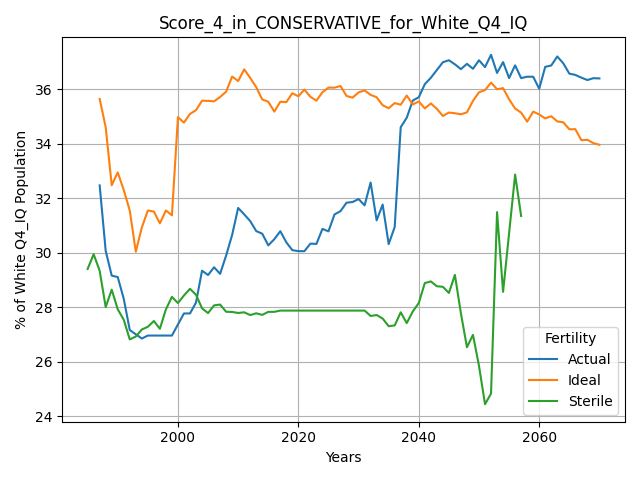 Score_4_in_CONSERVATIVE_for_White_Q4_IQ
% of White Q4_IQ Population
36
34
32
30
28
26
24
2000
2020
2040
2060
Years
Fertility
Actual
Ideal
Sterile